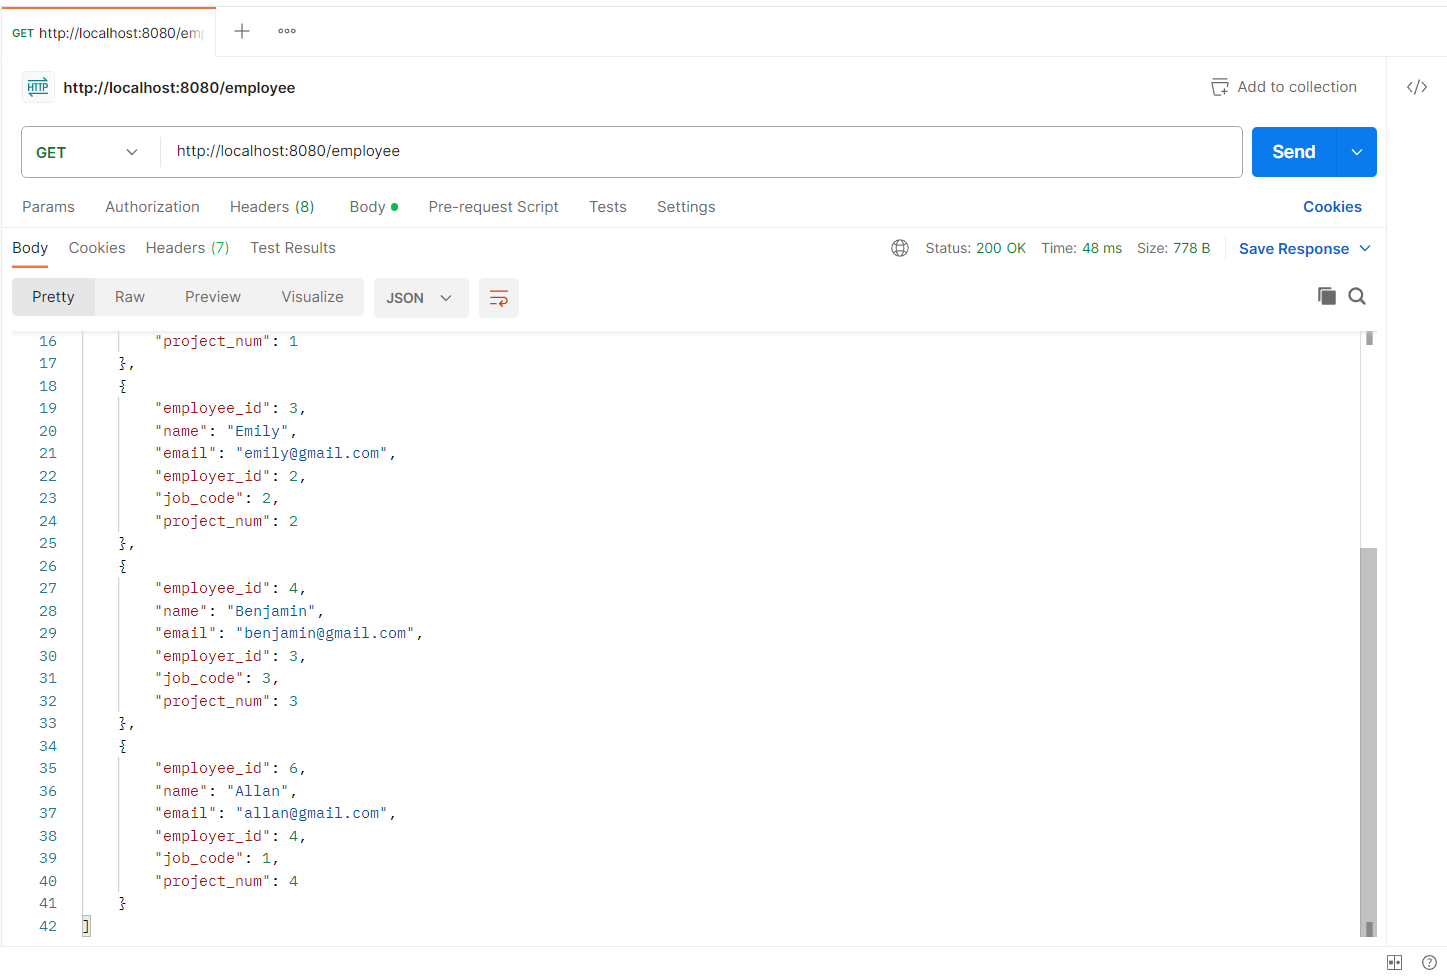 GET http://localhost:8080/em
HTTP http://localhost:8080/employee
Add to collection
</>
GET
http://localhost:8080/employee
Send
Params Authorization Headers (8) Body Pre-request Script Tests Settings Cookies
Body Cookies Headers (7) Test Results Status: 200 OK Time: 48 ms Size: 778 B Save Response
Pretty Raw Preview Visualize JSON
16 "project_num": 1
17 },
18 {
19 "employee_id": 3,
20 "name": "Emily",
21 "email": "emily@gmail.com",
22 "employer_id": 2,
23 "job_code": 2,
24 "project_num": 2
25 },
26 {
27 "employee_id": 4,
28 "name": "Benjamin",
29 "email": "benjamin@gmail.com",
30 "employer_id": 3,
31 "job_code": 3,
32 "project_num": 3
33 },
34 {
35 "employee_id": 6,
36 "name": "Allan",
37 "email": "allan@gmail.com",
38 "employer_id": 4,
39 "job_code": 1,
40 "project_num": 4
41 }
42 ]